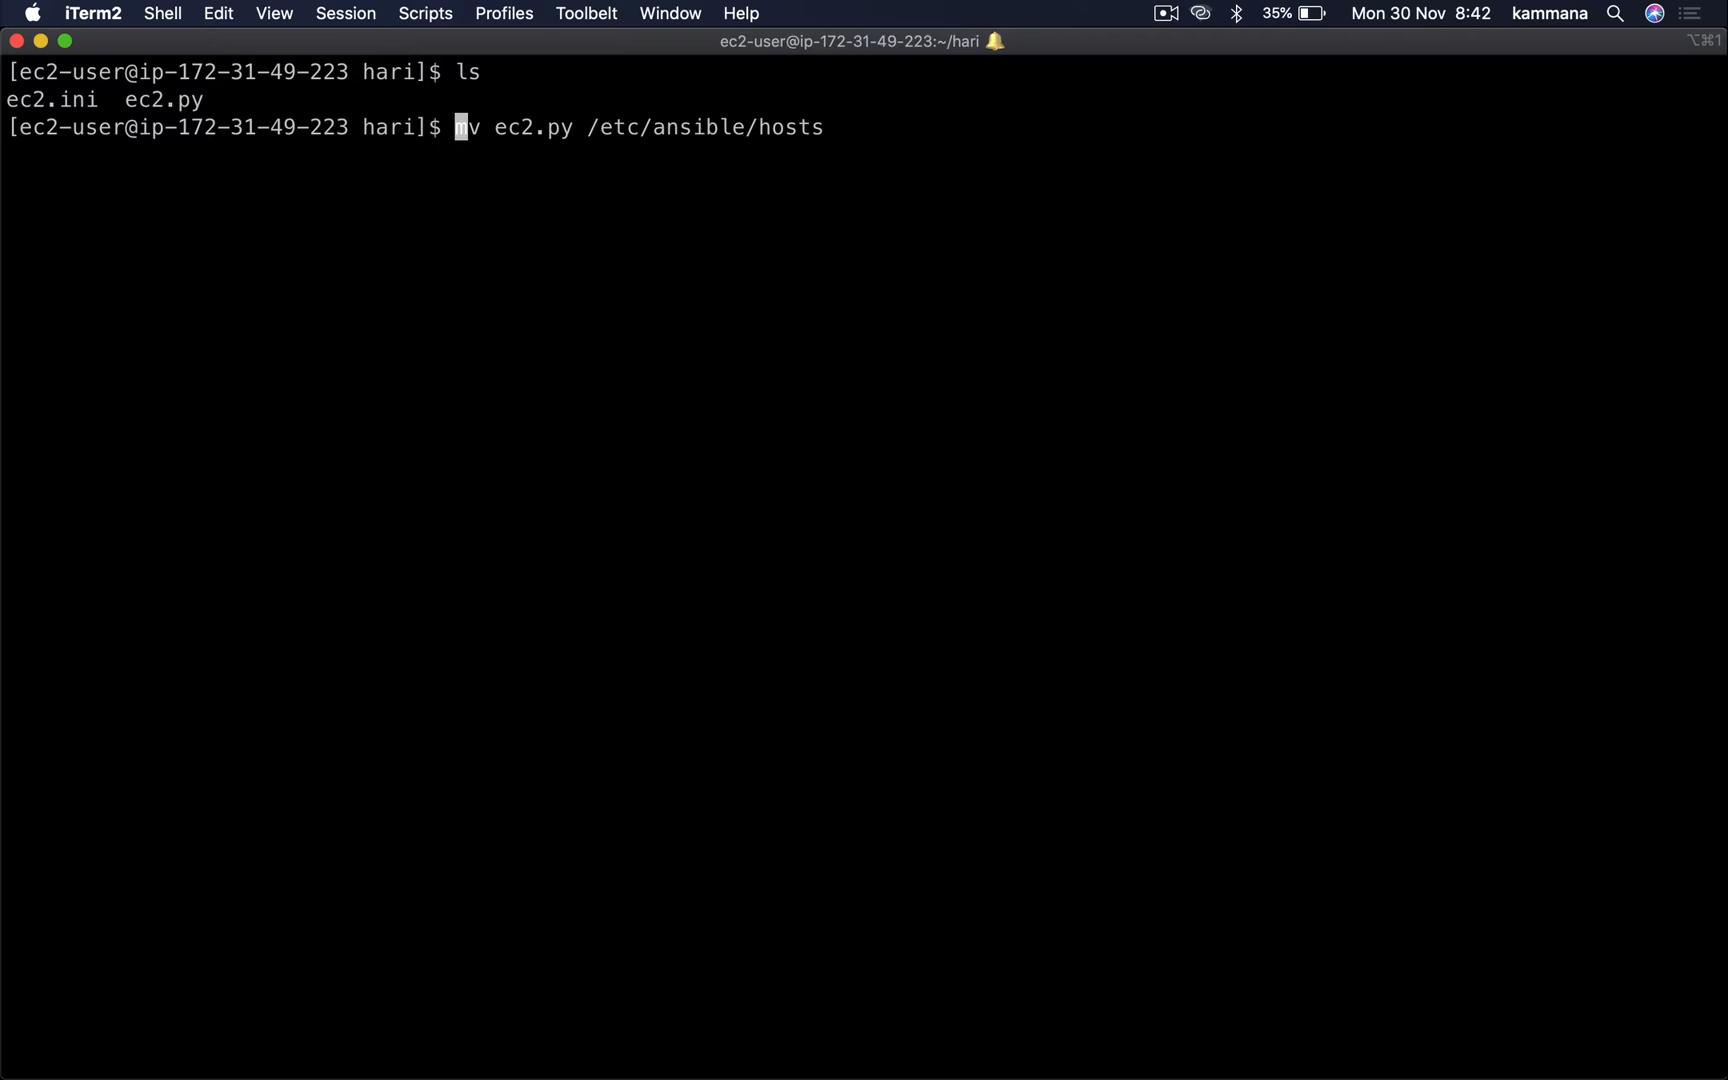 iTerm2 Shell Edit View Session Scripts Profiles Toolbelt Window Help 35% Mon 30 Nov 8:42 kammana
ec2-user@ip-172-31-49-223:~/hari ⌥⌘1
[ec2-user@ip-172-31-49-223 hari]$ ls
ec2.ini  ec2.py
[ec2-user@ip-172-31-49-223 hari]$ mv ec2.py /etc/ansible/hosts